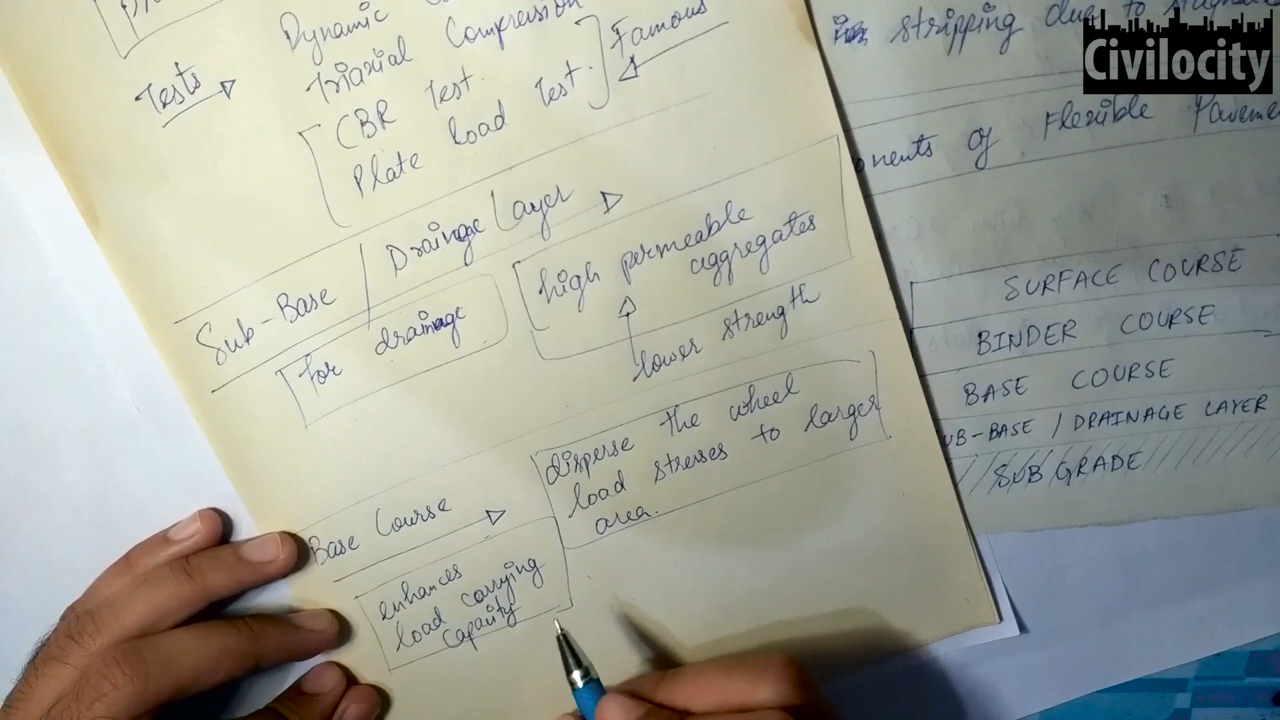 Tests
Dynamic
Triaxial Compression
CBR Test.
Plate Load Test.
Famous
Sub-Base / Drainage Layer
for drainage
high permeable
aggregates
lower strength
Base Course
disperse the wheel
load stresses to larger
area.
enhances
load carrying
capacity
stripping due to
Civilocity
nents of Flexible Paveme
SURFACE COURSE
BINDER COURSE
BASE COURSE
UB-BASE / DRAINAGE LAYER
SUBGRADE